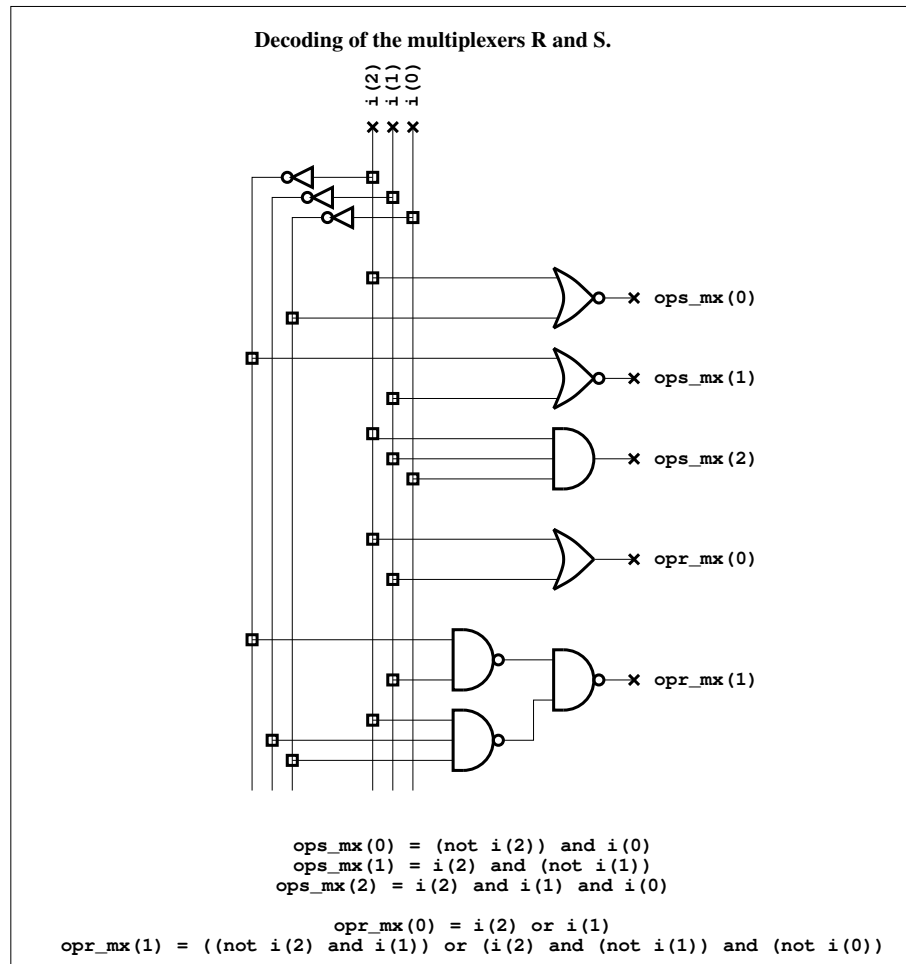 Decoding of the multiplexers R and S.
i(2)
i(1)
i(0)
ops_mx(0)
ops_mx(1)
ops_mx(2)
opr_mx(0)
opr_mx(1)
ops_mx(0) = (not i(2)) and i(0)
ops_mx(1) = i(2) and (not i(1))
ops_mx(2) = i(2) and i(1) and i(0)
opr_mx(0) = i(2) or i(1)
opr_mx(1) = ((not i(2) and i(1)) or (i(2) and (not i(1)) and (not i(0))